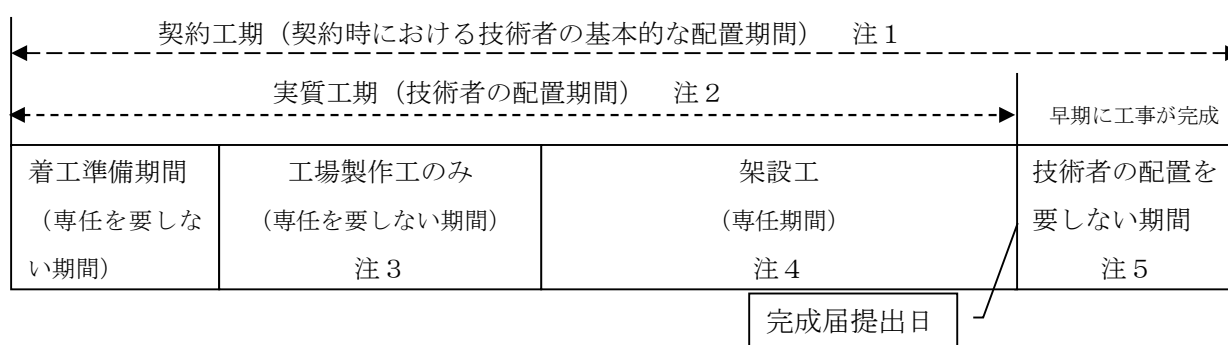 契約工期（契約時における技術者の基本的な配置期間）　注１
実質工期（技術者の配置期間）　注２
早期に工事が完成
着工準備期間
（専任を要しな
い期間）
工場製作工のみ
（専任を要しない期間）
注３
架設工
（専任期間）
注４
技術者の配置を
要しない期間
注５
完成届提出日